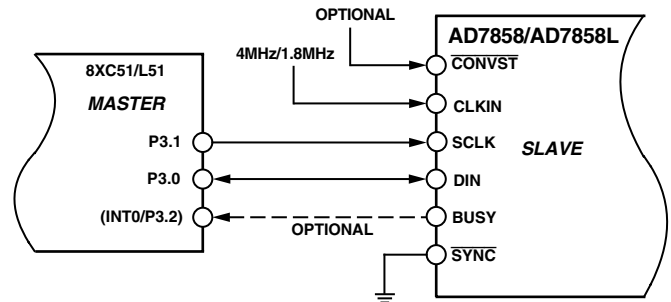 OPTIONAL
AD7858/AD7858L
4MHz/1.8MHz
CONVST
8XC51/L51
MASTER
CLKIN
P3.1
SCLK
SLAVE
P3.0
DIN
(INT0/P3.2)
BUSY
OPTIONAL
SYNC